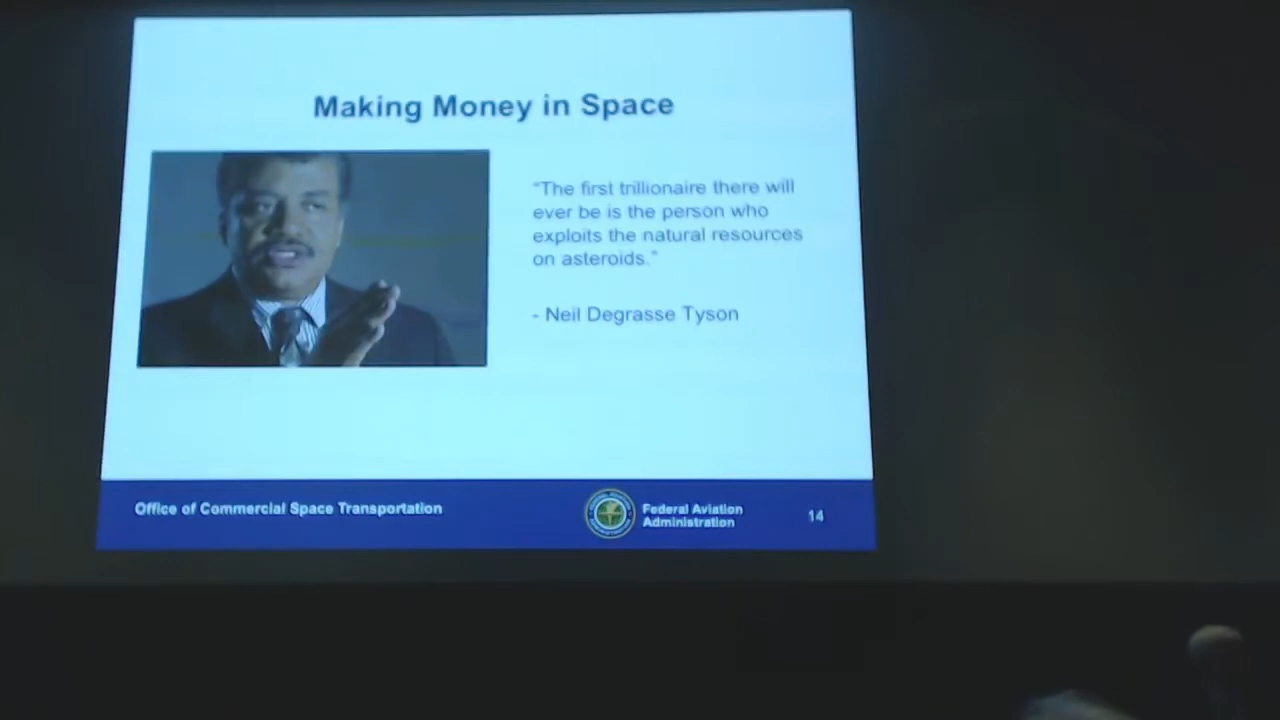 Making Money in Space
"The first trillionaire there will
ever be is the person who
exploits the natural resources
on asteroids."
- Neil Degrasse Tyson
Office of Commercial Space Transportation
Federal Aviation
Administration
14